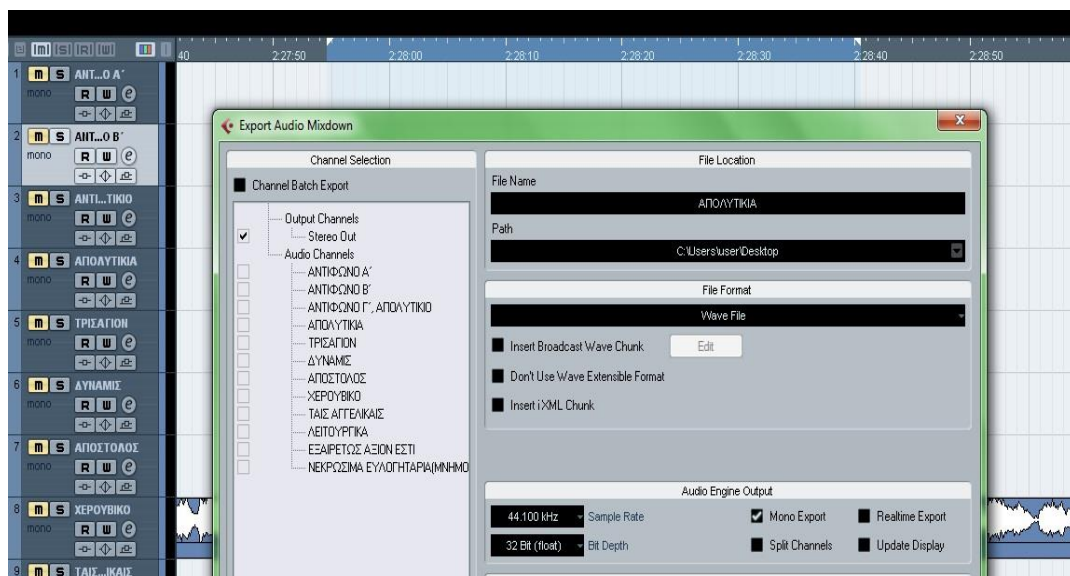 m S R W
40 2:27:50 2:28:00 2:28:10 2:28:20 2:28:30 2:28:40 2:28:50
1 m S ΑΝΤ...Ο Α΄
mono R W e
2 m S ΑΝΤ...Ο Β΄
mono R W e
3 m S ΑΝΤΙ...ΤΙΚΙΟ
mono R W e
4 m S ΑΠΟΛΥΤΙΚΙΑ
mono R W e
5 m S ΤΡΙΣΑΓΙΟΝ
mono R W e
6 m S ΔΥΝΑΜΙΣ
mono R W e
7 m S ΑΠΟΣΤΟΛΟΣ
mono R W e
8 m S ΧΕΡΟΥΒΙΚΟ
mono R W e
9 m S ΤΑΙΣ...ΙΚΑΙΣ
Export Audio Mixdown
Channel Selection
Channel Batch Export
Output Channels
Stereo Out
Audio Channels
ΑΝΤΙΦΩΝΟ Α΄
ΑΝΤΙΦΩΝΟ Β΄
ΑΝΤΙΦΩΝΟ Γ΄, ΑΠΟΛΥΤΙΚΙΟ
ΑΠΟΛΥΤΙΚΙΑ
ΤΡΙΣΑΓΙΟΝ
ΔΥΝΑΜΙΣ
ΑΠΟΣΤΟΛΟΣ
ΧΕΡΟΥΒΙΚΟ
ΤΑΙΣ ΑΓΓΕΛΙΚΑΙΣ
ΛΕΙΤΟΥΡΓΙΚΑ
ΕΞΑΙΡΕΤΩΣ ΑΞΙΟΝ ΕΣΤΙ
ΝΕΚΡΩΣΙΜΑ ΕΥΛΟΓΗΤΑΡΙΑ(ΜΝΗΜΟ
File Location
File Name
ΑΠΟΛΥΤΙΚΙΑ
Path
C:\Users\user\Desktop
File Format
Wave File
Insert Broadcast Wave Chunk Edit
Don't Use Wave Extensible Format
Insert iXML Chunk
Audio Engine Output
44.100 kHz Sample Rate Mono Export Realtime Export
32 Bit (float) Bit Depth Split Channels Update Display